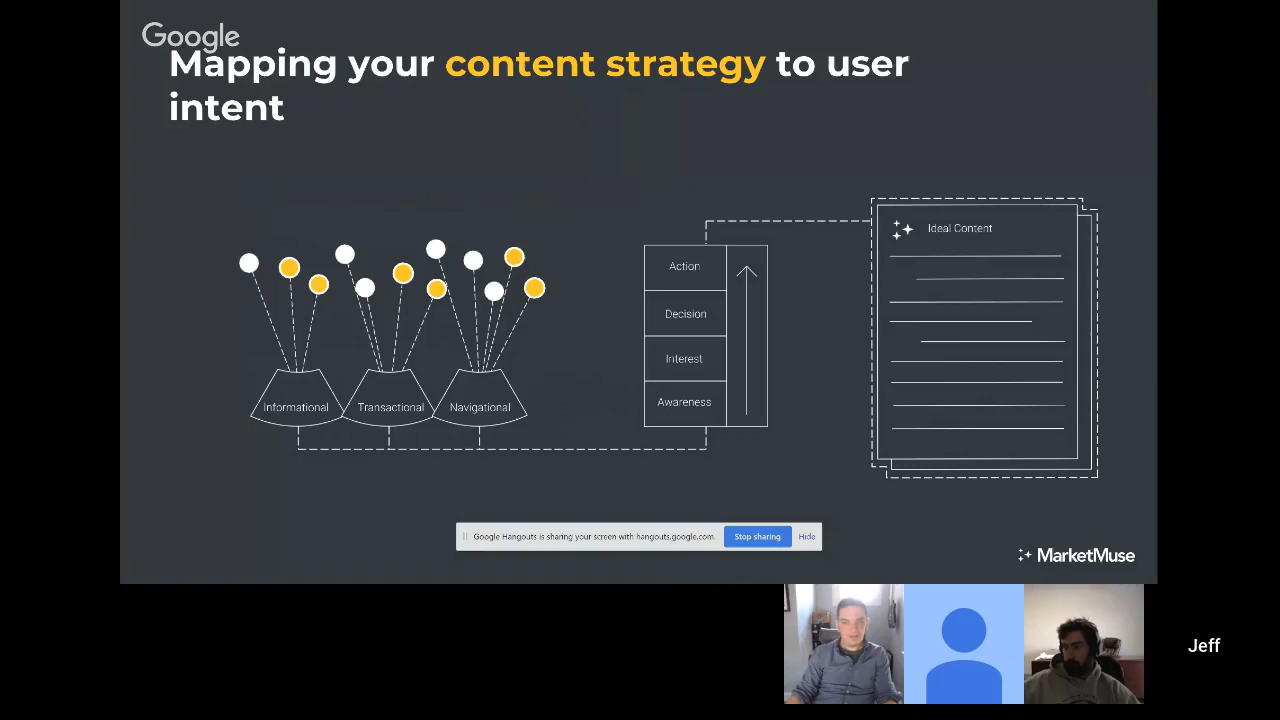 Google
Mapping your content strategy to user
intent
Ideal Content
Action
Decision
Interest
Awareness
Informational
Transactional
Navigational
Google Hangouts is sharing your screen with hangouts.google.com.
Stop sharing
Hide
MarketMuse
Jeff